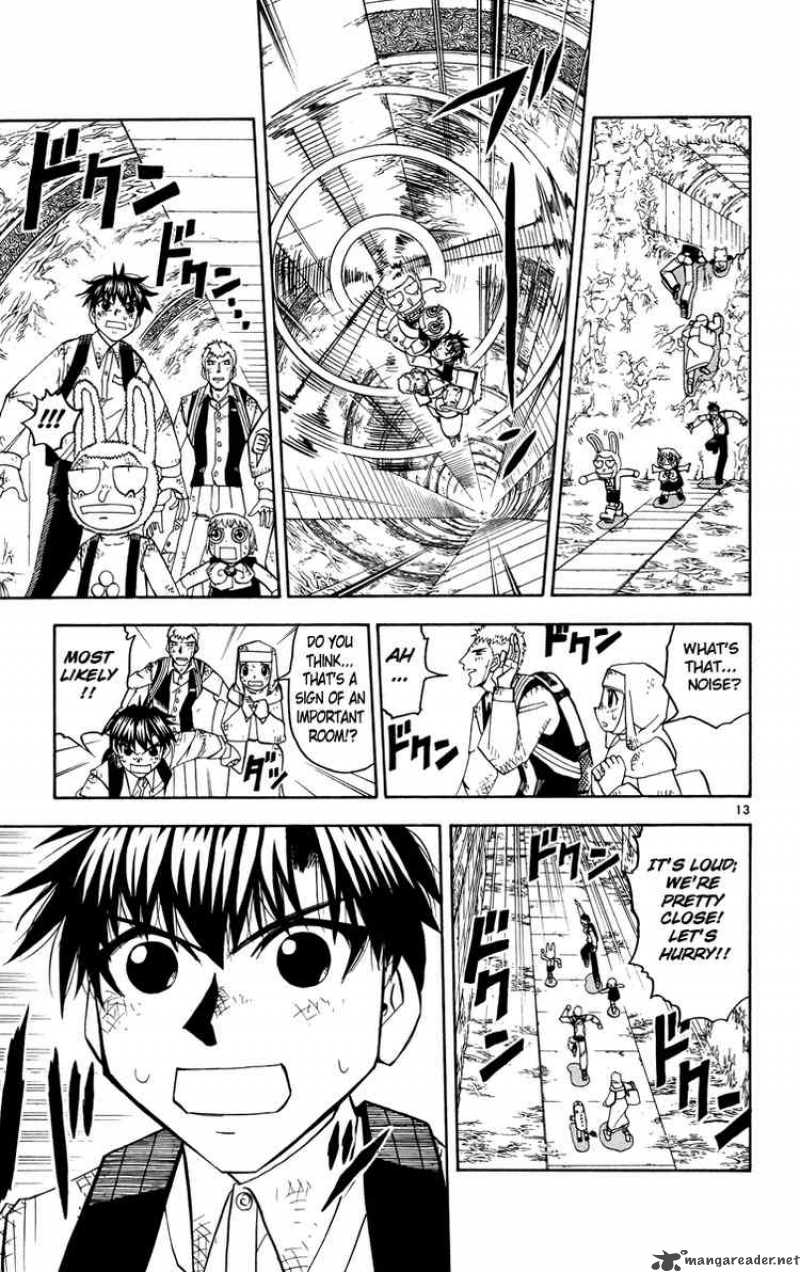 ブン
ドクン
ドクン…
!!!
WHAT'S
THAT...
NOISE?
AH
...
ドクン
ドクン
DO YOU
THINK...
THAT'S A
SIGN OF AN
IMPORTANT
ROOM!?
MOST
LIKELY
!!
ダッ
13
IT'S LOUD;
WE'RE
PRETTY
CLOSE!
LET'S
HURRY!!
ドクン
ドクン
ドクン
mangareader.net